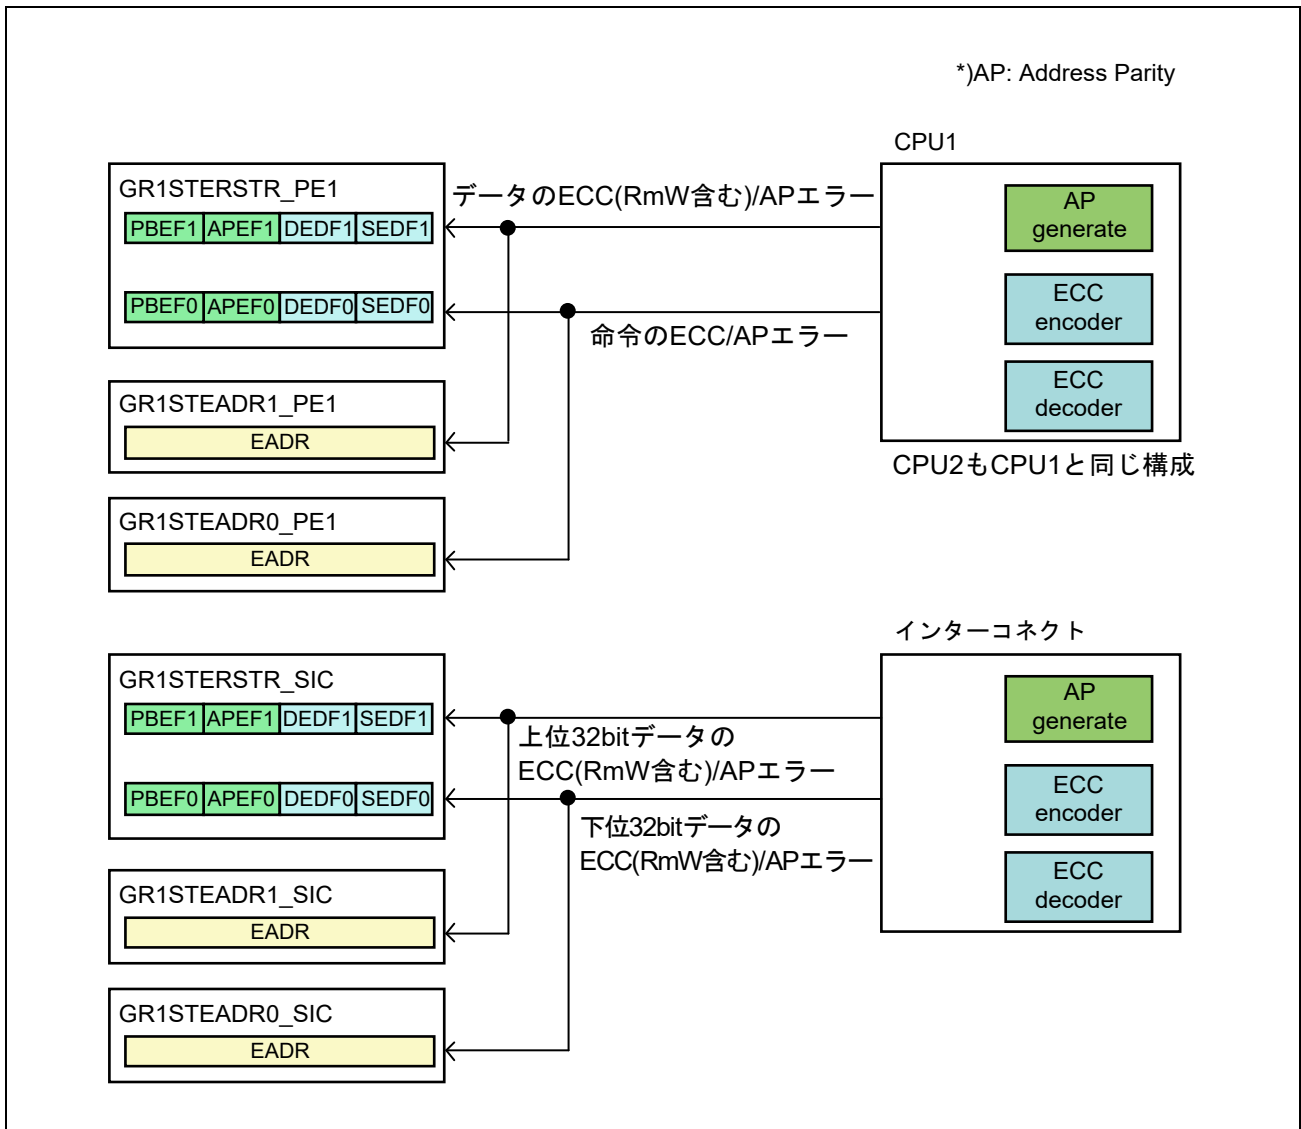 *)AP: Address Parity
CPU1
GR1STERSTR_PE1
データのECC(RmW含む)/APエラー
AP
generate
PBEF1 APEF1 DEDF1 SEDF1
ECC
encoder
PBEF0 APEF0 DEDF0 SEDF0
命令のECC/APエラー
ECC
decoder
GR1STEADR1_PE1
EADR
CPU2もCPU1と同じ構成
GR1STEADR0_PE1
EADR
インターコネクト
GR1STERSTR_SIC
AP
generate
PBEF1 APEF1 DEDF1 SEDF1
上位32bitデータの
ECC(RmW含む)/APエラー
ECC
encoder
PBEF0 APEF0 DEDF0 SEDF0
下位32bitデータの
ECC(RmW含む)/APエラー
ECC
decoder
GR1STEADR1_SIC
EADR
GR1STEADR0_SIC
EADR